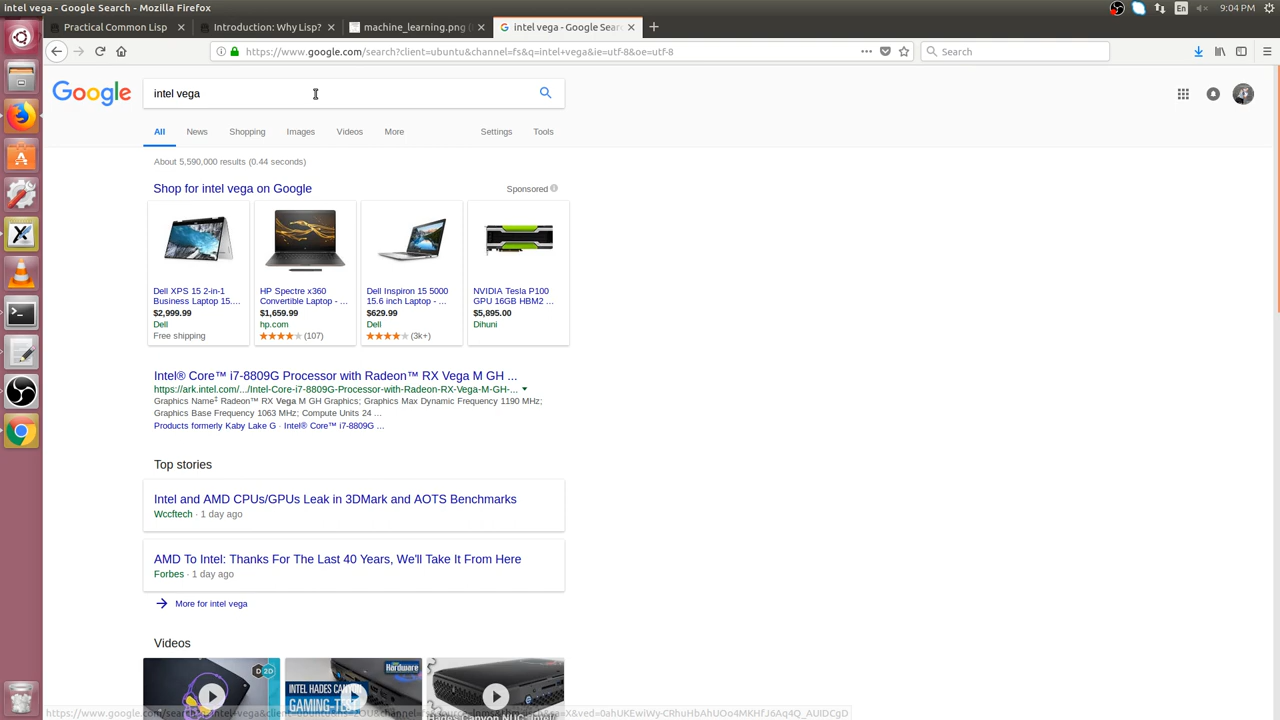 intel vega - Google Search - Mozilla Firefox
En
9:04 PM
Practical Common Lisp
Introduction: Why Lisp?
machine_learning.png (
intel vega - Google Sear
https://www.google.com/search?client=ubuntu&channel=fs&q=intel+vega&ie=utf-8&oe=utf-8
Search
Google
intel vega
All
News
Shopping
Images
Videos
More
Settings
Tools
About 5,590,000 results (0.44 seconds)
Shop for intel vega on Google
Sponsored
Dell XPS 15 2-in-1
Business Laptop 15....
$2,999.99
Dell
Free shipping
HP Spectre x360
Convertible Laptop - ...
$1,659.99
hp.com
(107)
Dell Inspiron 15 5000
15.6 inch Laptop - ...
$629.99
Dell
(3k+)
NVIDIA Tesla P100
GPU 16GB HBM2 ...
$5,895.00
Dihuni
Intel® Core™ i7-8809G Processor with Radeon™ RX Vega M GH ...
https://ark.intel.com/.../Intel-Core-i7-8809G-Processor-with-Radeon-RX-Vega-M-GH-...
Graphics Name‡ Radeon™ RX Vega M GH Graphics; Graphics Max Dynamic Frequency 1190 MHz;
Graphics Base Frequency 1063 MHz; Compute Units 24 ...
Products formerly Kaby Lake G · Intel® Core™ i7-8809G ...
Top stories
Intel and AMD CPUs/GPUs Leak in 3DMark and AOTS Benchmarks
Wccftech · 1 day ago
AMD To Intel: Thanks For The Last 40 Years, We'll Take It From Here
Forbes · 1 day ago
More for intel vega
Videos
D2D
Hardware
INTEL HADES CANYON
GAMING-TEST
Hades Canyon NUC